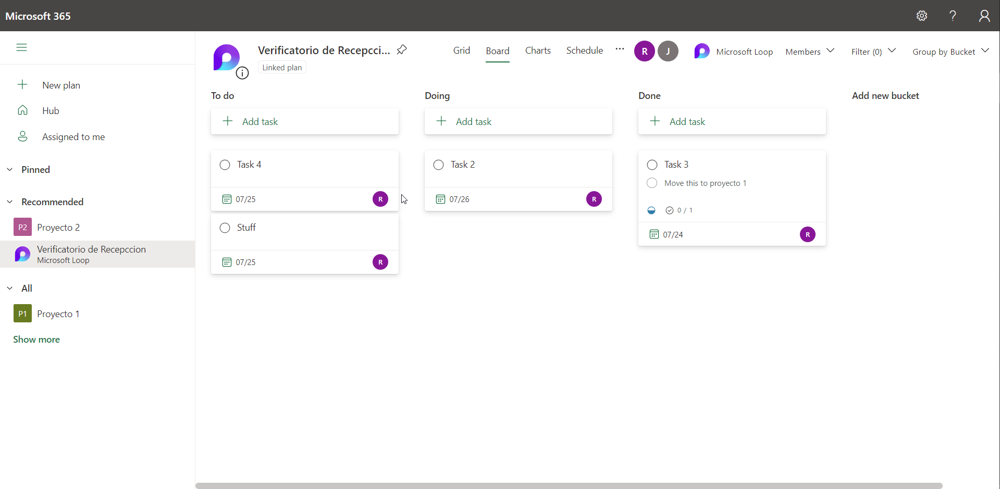 Microsoft 365
?
New plan
Hub
Assigned to me
Pinned
Recommended
P2 Proyecto 2
Verificatorio de Recepccion
Microsoft Loop
All
P1 Proyecto 1
Show more
Verificatorio de Recepcci...
Linked plan
Grid Board Charts Schedule ... R J Microsoft Loop Members Filter (0) Group by Bucket
To do
Add task
Task 4
07/25 R
Stuff
07/25 R
Doing
Add task
Task 2
07/26 R
Done
Add task
Task 3
Move this to proyecto 1
0 / 1
07/24 R
Add new bucket